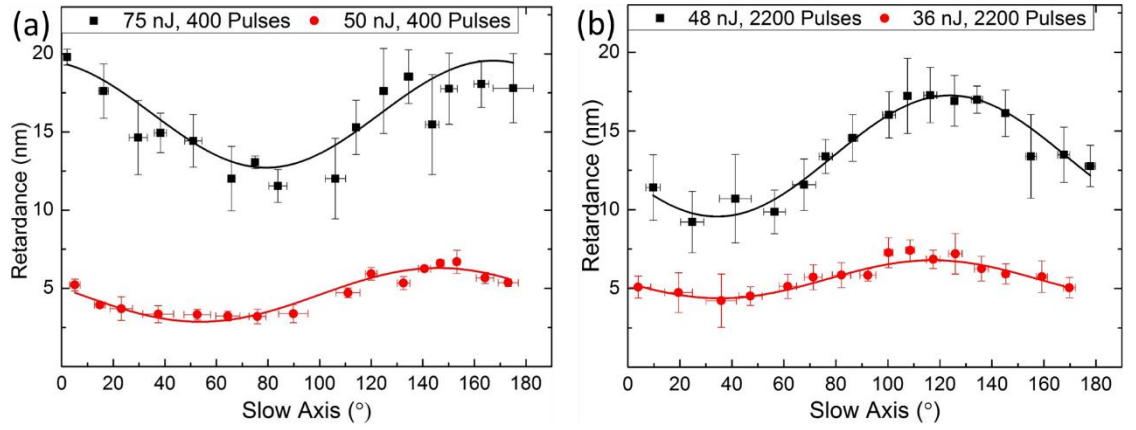 (a)
75 nJ, 400 Pulses 50 nJ, 400 Pulses
20
15
10
5
Retardance (nm)
0 20 40 60 80 100 120 140 160 180
Slow Axis (°)
(b)
48 nJ, 2200 Pulses 36 nJ, 2200 Pulses
20
15
10
5
Retardance (nm)
0 20 40 60 80 100 120 140 160 180
Slow Axis (°)